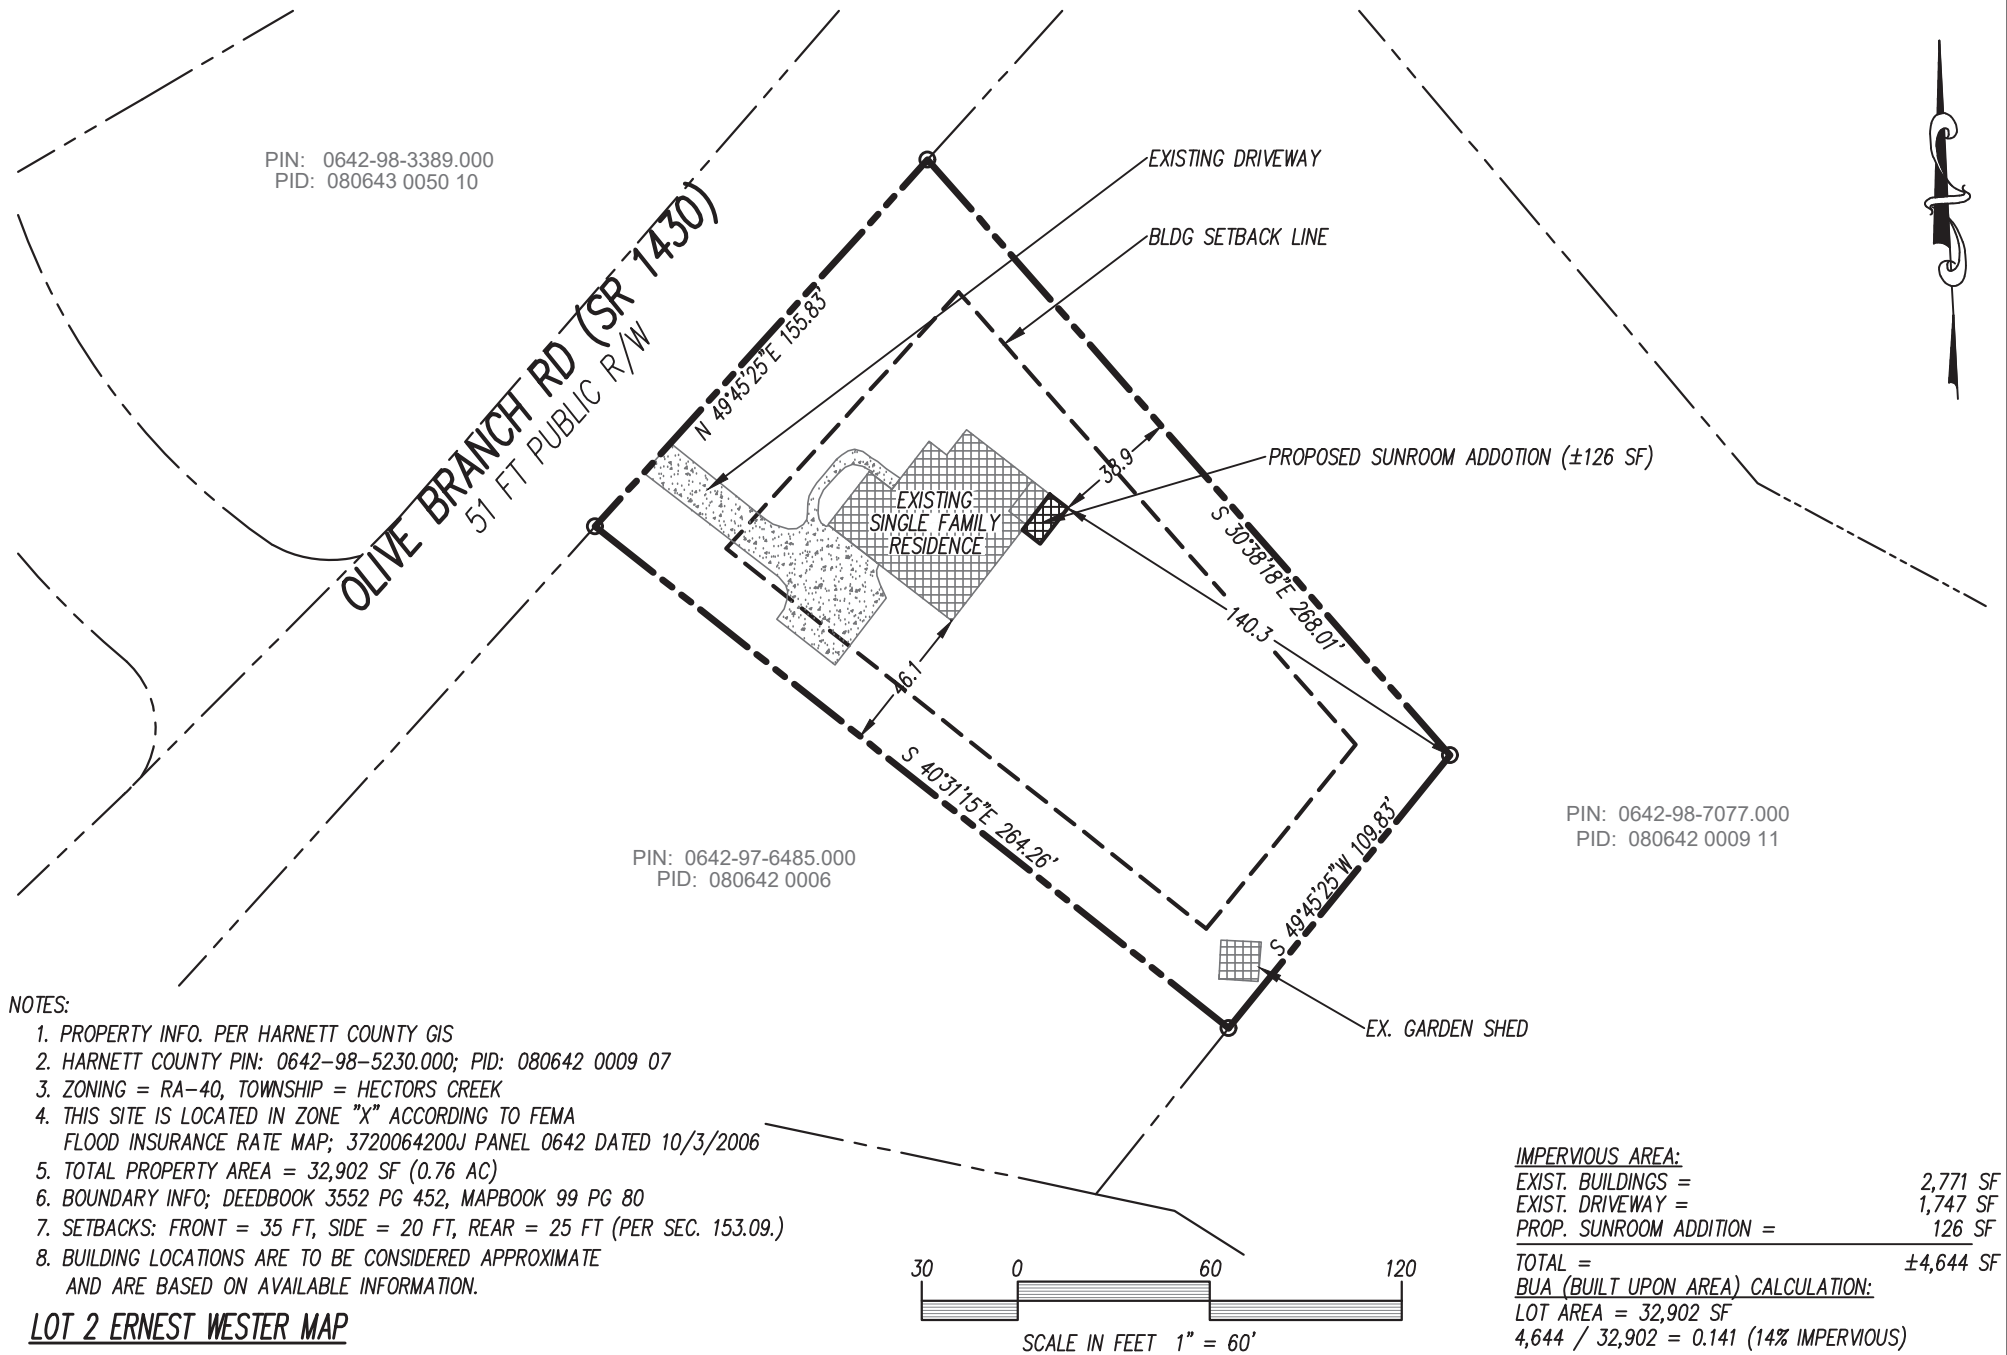 PIN: 0642-98-3389.000
PID: 080643 0050 10
OLIVE BRANCH RD (SR 1430)
51 FT PUBLIC R/W
EXISTING DRIVEWAY
BLDG SETBACK LINE
N 49°45'25"E 155.83'
38.9
PROPOSED SUNROOM ADDOTION (±126 SF)
EXISTING
SINGLE FAMILY
RESIDENCE
S 30°38'18"E 268.01'
140.3
46.1
S 40°31'15"E 264.26'
PIN: 0642-98-7077.000
PID: 080642 0009 11
PIN: 0642-97-6485.000
PID: 080642 0006
S 49°45'25"W 109.83'
EX. GARDEN SHED
NOTES:
1. PROPERTY INFO. PER HARNETT COUNTY GIS
2. HARNETT COUNTY PIN: 0642-98-5230.000; PID: 080642 0009 07
3. ZONING = RA-40, TOWNSHIP = HECTORS CREEK
4. THIS SITE IS LOCATED IN ZONE "X" ACCORDING TO FEMA
FLOOD INSURANCE RATE MAP; 3720064200J PANEL 0642 DATED 10/3/2006
5. TOTAL PROPERTY AREA = 32,902 SF (0.76 AC)
6. BOUNDARY INFO; DEEDBOOK 3552 PG 452, MAPBOOK 99 PG 80
7. SETBACKS: FRONT = 35 FT, SIDE = 20 FT, REAR = 25 FT (PER SEC. 153.09.)
8. BUILDING LOCATIONS ARE TO BE CONSIDERED APPROXIMATE
AND ARE BASED ON AVAILABLE INFORMATION.
LOT 2 ERNEST WESTER MAP
30 0 60 120
SCALE IN FEET 1" = 60'
IMPERVIOUS AREA:
EXIST. BUILDINGS = 2,771 SF
EXIST. DRIVEWAY = 1,747 SF
PROP. SUNROOM ADDITION = 126 SF
TOTAL = ±4,644 SF
BUA (BUILT UPON AREA) CALCULATION:
LOT AREA = 32,902 SF
4,644 / 32,902 = 0.141 (14% IMPERVIOUS)